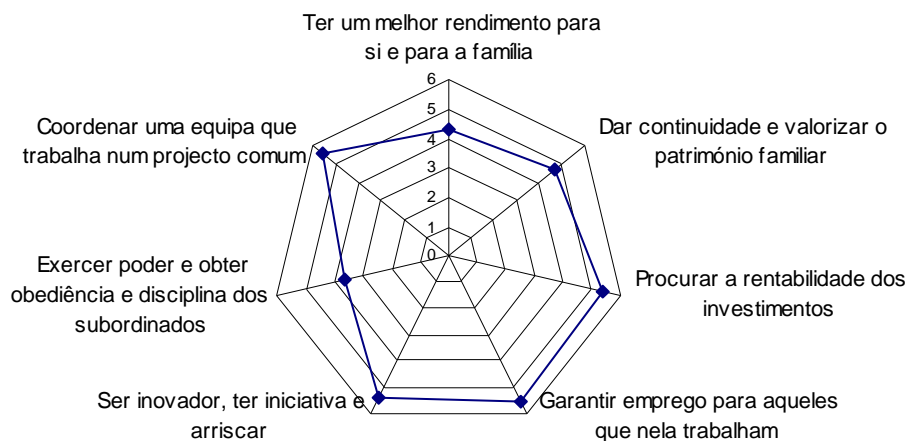 Ter um melhor rendimento para
si e para a família
Dar continuidade e valorizar o
património familiar
Procurar a rentabilidade dos
investimentos
Garantir emprego para aqueles
que nela trabalham
Ser inovador, ter iniciativa e
arriscar
Exercer poder e obter
obediência e disciplina dos
subordinados
Coordenar uma equipa que
trabalha num projecto comum
6
5
4
3
2
1
0